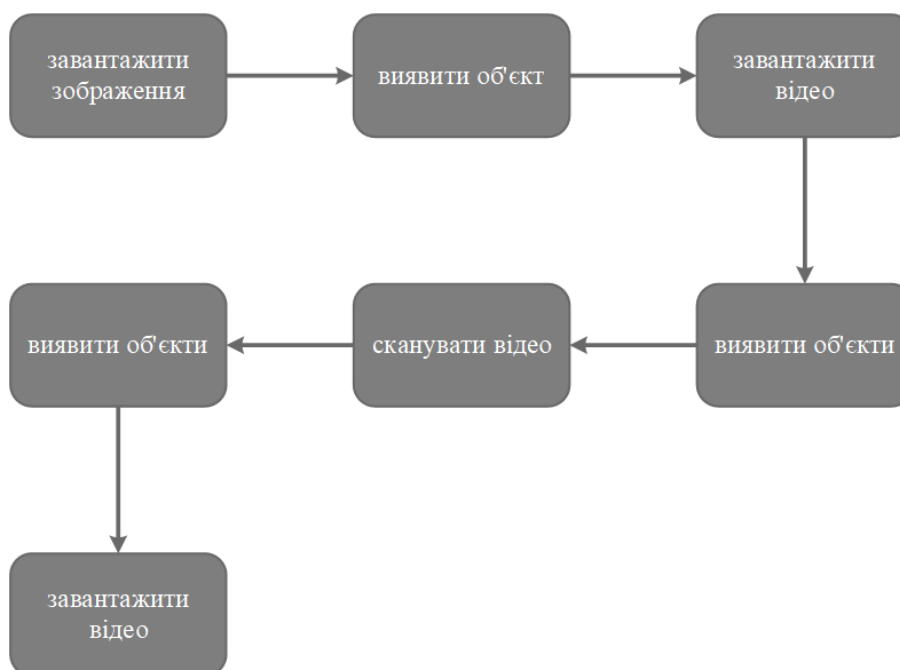 завантажити
зображення
виявити об'єкт
завантажити
відео
виявити об'єкти
сканувати відео
виявити об'єкти
завантажити
відео